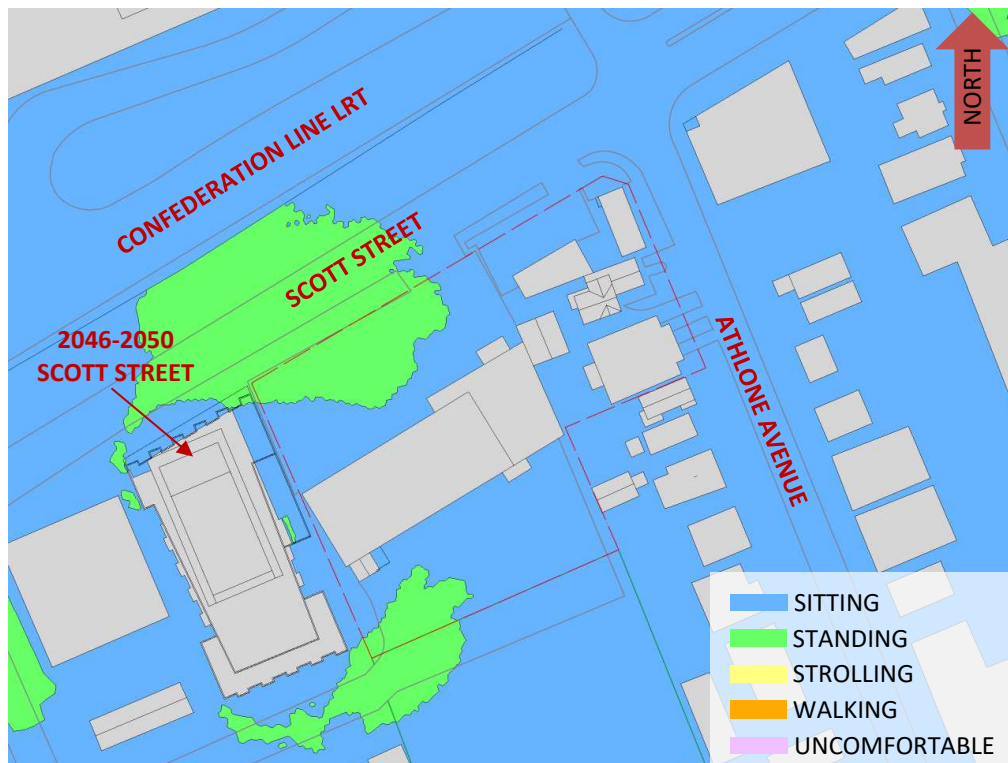 NORTH
CONFEDERATION LINE LRT
SCOTT STREET
2046-2050
SCOTT STREET
ATHLONE AVENUE
SITTING
STANDING
STROLLING
WALKING
UNCOMFORTABLE